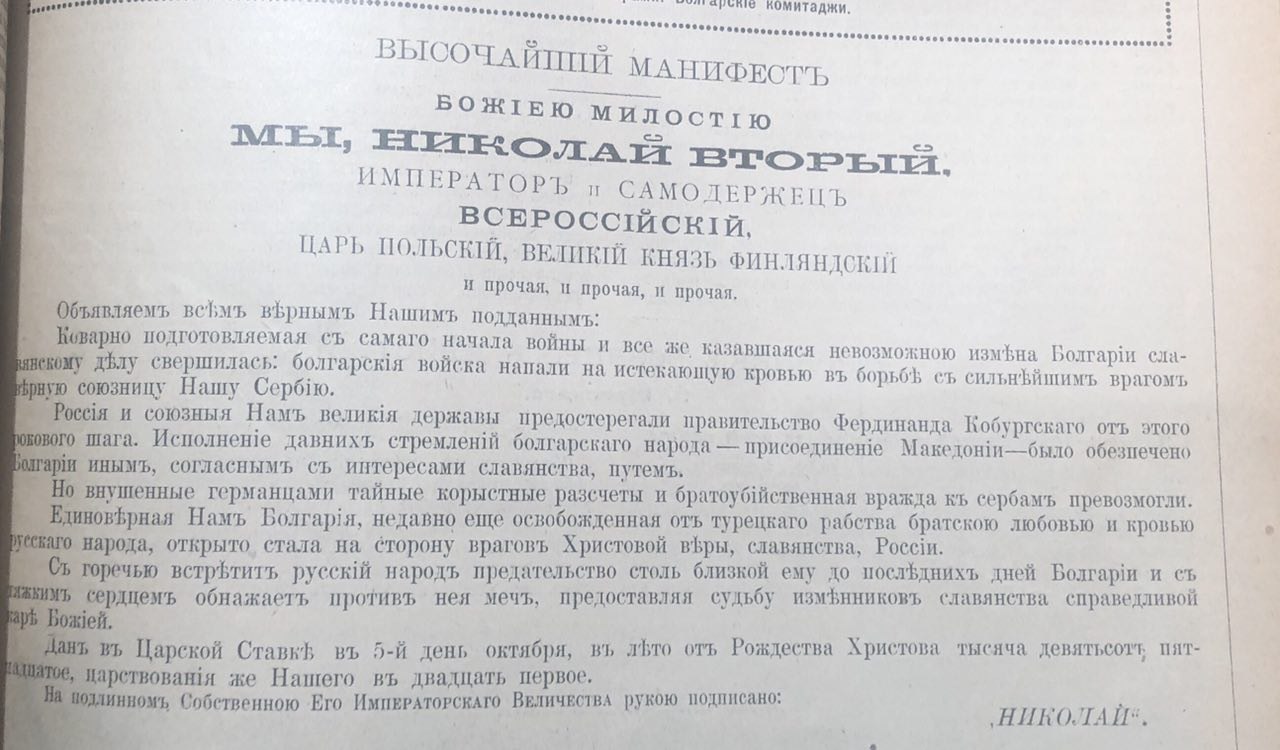 Болгарскіе комитаджи.
ВЫСОЧАЙШІЙ МАНИФЕСТЪ
БОЖІЕЮ МИЛОСТІЮ
МЫ, НИКОЛАЙ ВТОРЫЙ,
ИМПЕРАТОРЪ и САМОДЕРЖЕЦЪ
ВСЕРОССІЙСКІЙ,
ЦАРЬ ПОЛЬСКІЙ, ВЕЛИКІЙ КНЯЗЬ ФИНЛЯНДСКІЙ
и прочая, и прочая, и прочая.
Объявляемъ всѣмъ вѣрнымъ Нашимъ подданнымъ:
Коварно подготовляемая съ самаго начала войны и все же казавшаяся невозможною измѣна Болгаріи сла-
вянскому дѣлу свершилась: болгарскія войска напали на истекающую кровью въ борьбѣ съ сильнѣйшимъ врагомъ
вѣрную союзницу Нашу Сербію.
Россія и союзныя Намъ великія державы предостерегали правительство Фердинанда Кобургскаго отъ этого
рокового шага. Исполненіе давнихъ стремленій болгарскаго народа — присоединеніе Македоніи—было обезпечено
Болгаріи инымъ, согласнымъ съ интересами славянства, путемъ.
Но внушенные германцами тайные корыстные разсчеты и братоубійственная вражда къ сербамъ превозмогли.
Единовѣрная Намъ Болгарія, недавно еще освобожденная отъ турецкаго рабства братскою любовью и кровью
русскаго народа, открыто стала на сторону враговъ Христовой вѣры, славянства, Россіи.
Съ горечью встрѣтитъ русскій народъ предательство столь близкой ему до послѣднихъ дней Болгаріи и съ
тяжкимъ сердцемъ обнажаетъ противъ нея мечъ, предоставляя судьбу измѣнниковъ славянства справедливой
карѣ Божіей.
Данъ въ Царской Ставкѣ въ 5-й день октября, въ лѣто отъ Рождества Христова тысяча девятьсотъ пят-
надцатое, царствованія же Нашего въ двадцать первое.
На подлинномъ Собственною Его Императорскаго Величества рукою подписано:
„НИКОЛАЙ“.